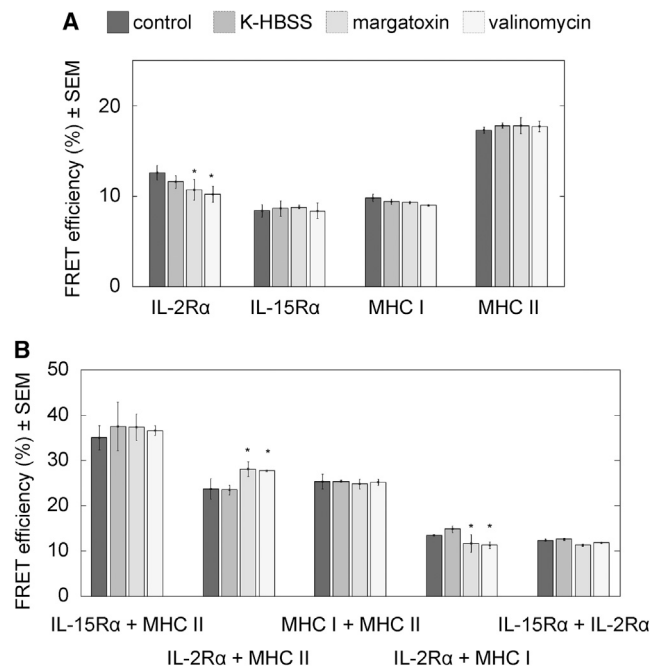 A control K-HBSS margatoxin valinomycin
FRET efficiency (%) ± SEM
20
10
0
* *
IL-2Rα IL-15Rα MHC I MHC II
B
FRET efficiency (%) ± SEM
50
40
30
20
10
0
* *
* *
IL-15Rα + MHC II MHC I + MHC II IL-15Rα + IL-2Rα
IL-2Rα + MHC II IL-2Rα + MHC I